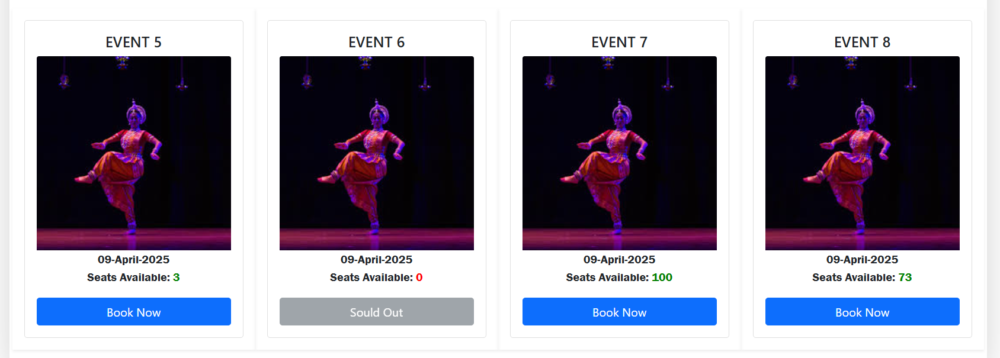 EVENT 5
09-April-2025
Seats Available: 3
Book Now
EVENT 6
09-April-2025
Seats Available: 0
Sould Out
EVENT 7
09-April-2025
Seats Available: 100
Book Now
EVENT 8
09-April-2025
Seats Available: 73
Book Now